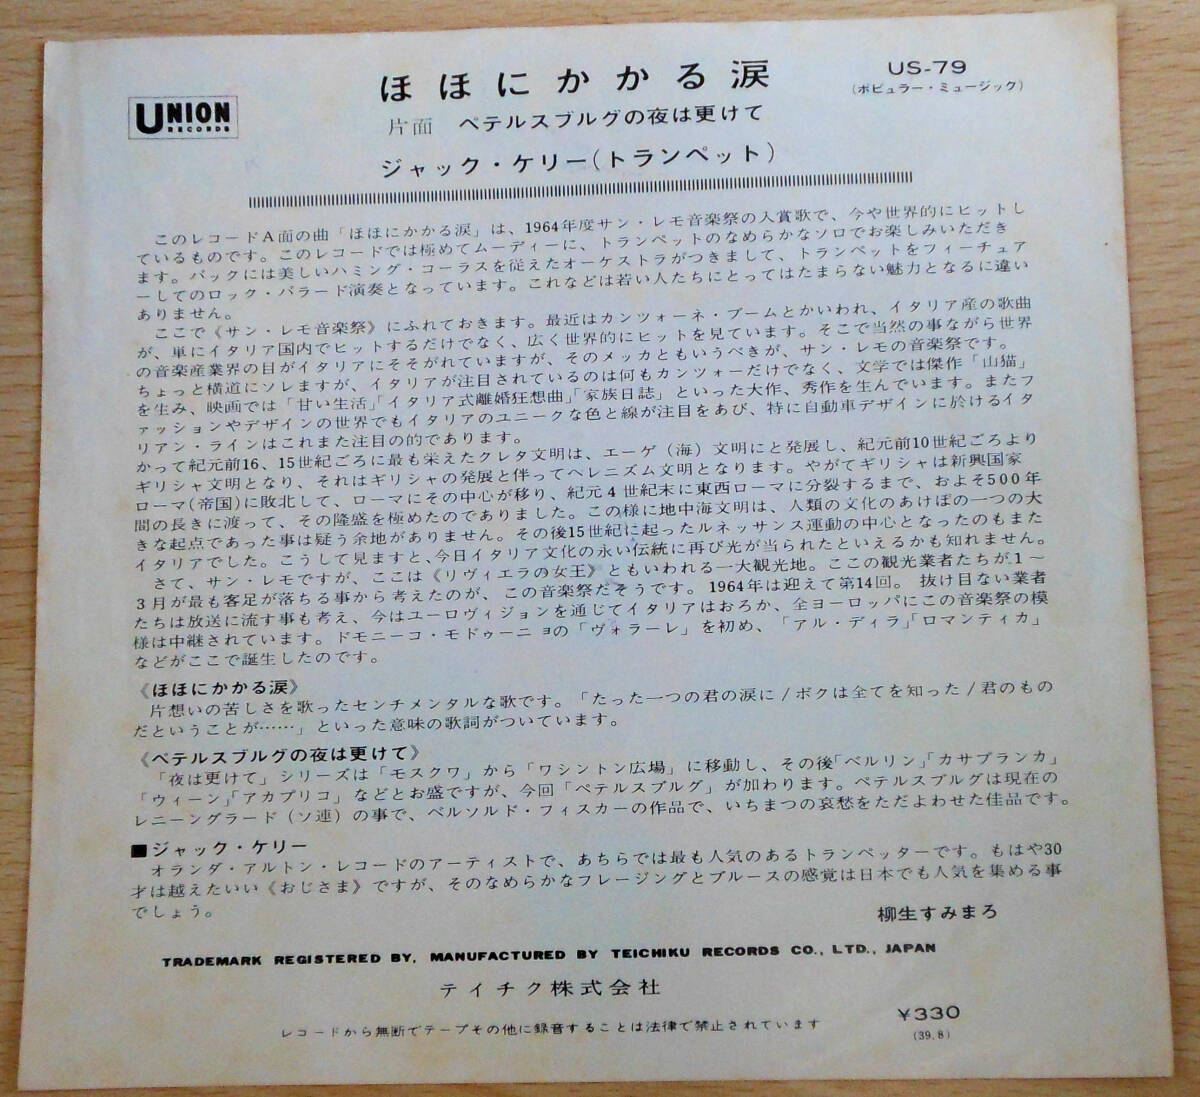 UNION
RECORDS
ほほにかかる涙
US-79
(ポピュラー・ミュージック)
片面 ペテルスブルグの夜は更けて
ジャック・ケリー(トランペット)
このレコードA面の曲「ほほにかかる涙」は、1964年度サン・レモ音楽祭の入賞歌で、今や世界的にヒットし
ているものです。このレコードでは極めてムーディーに、トランペットのなめらかなソロでお楽しみいただき
ます。バックには美しいハミング・コーラスを従えたオーケストラがつきまして、トランペットをフィーチュア
ーしてのロック・バラード演奏となっています。これなどは若い人たちにとってはたまらない魅力となるに違い
ありません。
ここで《サン・レモ音楽祭》にふれておきます。最近はカンツォーネ・ブームとかいわれ、イタリア産の歌曲
が、単にイタリア国内でヒットするだけでなく、広く世界的にヒットを見ています。そこで当然の事ながら世界
の音楽産業界の目がイタリアにそそがれていますが、そのメッカともいうべきが、サン・レモの音楽祭です。
ちょっと横道にソレますが、イタリアが注目されているのは何もカンツォーだけでなく、文学では傑作「山猫」
を生み、映画では「甘い生活」「イタリア式離婚狂想曲」「家族日誌」といった大作、秀作を生んでいます。またフ
ァッションやデザインの世界でもイタリアのユニークな色と線が注目をあび、特に自動車デザインに於けるイタ
リアン・ラインはこれまた注目の的であります。
かって紀元前16、15世紀ごろに最も栄えたクレタ文明は、エーゲ(海)文明にと発展し、紀元前10世紀ごろより
ギリシャ文明となり、それはギリシャの発展と伴ってヘレニズム文明となります。やがてギリシャは新興国家
ローマ(帝国)に敗北して、ローマにその中心が移り、紀元4世紀末に東西ローマに分裂するまで、およそ500年
間の長きに渡って、その隆盛を極めたのでありました。この様に地中海文明は、人類の文化のあけぼの一つの大
きな起点であった事は疑う余地がありません。その後15世紀に起ったルネッサンス運動の中心となったのもまた
イタリアでした。こうして見ますと、今日イタリア文化の永い伝統に再び光が当られたといえるかも知れません。
さて、サン・レモですが、ここは《リヴィエラの女王》ともいわれる一大観光地。ここの観光業者たちが1〜
3月が最も客足が落ちる事から考えたのが、この音楽祭だそうです。1964年は迎えて第14回。抜け目ない業者
たちは放送に流す事も考え、今はユーロヴィジョンを通じてイタリアはおろか、全ヨーロッパにこの音楽祭の模
様は中継されています。ドモニーコ・モドゥーニョの「ヴォラーレ」を初め、「アル・ディラ」「ロマンティカ」
などがここで誕生したのです。
《ほほにかかる涙》
片想いの苦しさを歌ったセンチメンタルな歌です。「たった一つの君の涙に/ボクは全てを知った/君のもの
だということが……」といった意味の歌詞がついています。
《ペテルスブルグの夜は更けて》
「夜は更けて」シリーズは「モスクワ」から「ワシントン広場」に移動し、その後「ベルリン」「カサブランカ」
「ウィーン」「アカプリコ」などとお盛ですが、今回「ペテルスブルグ」が加わります。ペテルスブルグは現在の
レニーングラード(ソ連)の事で、ベルソルド・フィスカーの作品で、いちまつの哀愁をただよわせた佳品です。
■ジャック・ケリー
オランダ・アルトン・レコードのアーティストで、あちらでは最も人気のあるトランペッターです。もはや30
才は越えたいい《おじさま》ですが、そのなめらかなフレージングとブルースの感覚は日本でも人気を集める事
でしょう。
柳生すみまろ
TRADEMARK REGISTERED BY, MANUFACTURED BY TEICHIKU RECORDS CO., LTD., JAPAN
テイチク株式会社
レコードから無断でテープその他に録音することは法律で禁止されています
¥330
(39.8)